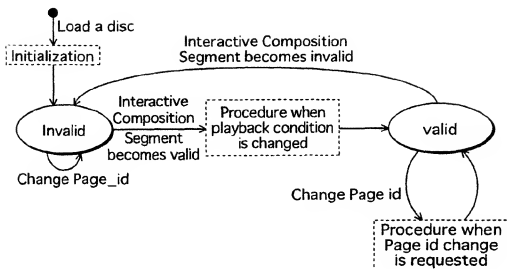 Load a disc
Initialization
Interactive Composition
Segment becomes invalid
Invalid
Interactive
Composition
Segment
becomes valid
Procedure when
playback condition
is changed
valid
Change Page_id
Change Page id
Procedure when
Page id change
is requested